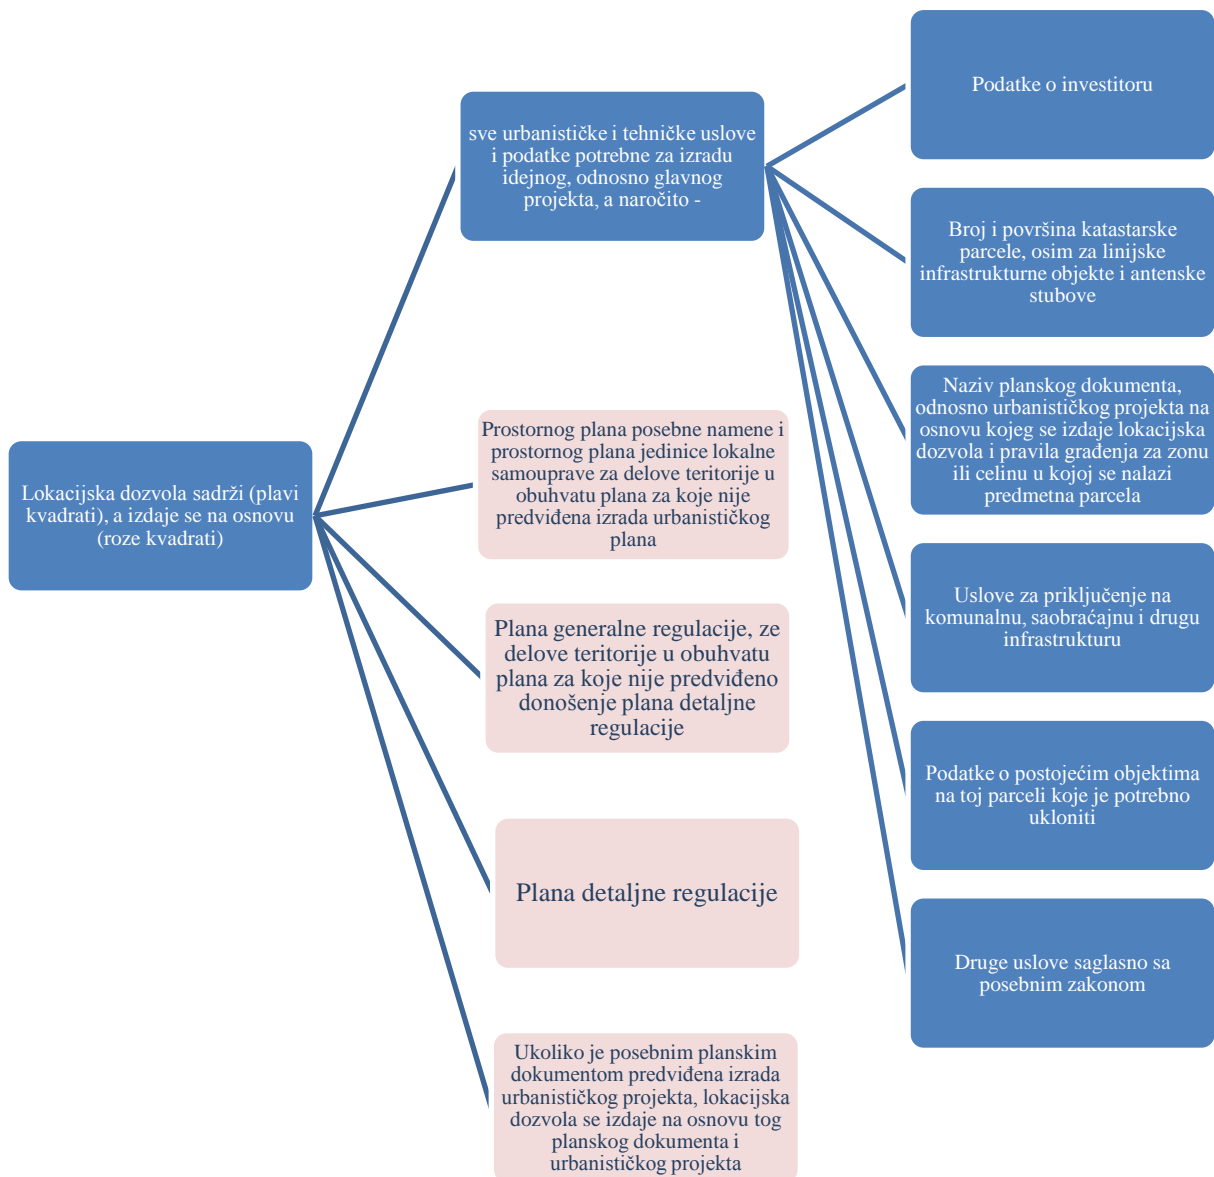 Lokacijska dozvola sadrži (plavi
kvadrati), a izdaje se na osnovu
(roze kvadrati)
sve urbanističke i tehničke uslove
i podatke potrebne za izradu
idejnog, odnosno glavnog
projekta, a naročito -
Prostornog plana posebne namene i
prostornog plana jedinice lokalne
samouprave za delove teritorije u
obuhvatu plana za koje nije
predviđena izrada urbanističkog
plana
Plana generalne regulacije, ze
delove teritorije u obuhvatu
plana za koje nije predviđeno
donošenje plana detaljne
regulacije
Plana detaljne regulacije
Ukoliko je posebnim planskim
dokumentom predviđena izrada
urbanističkog projekta, lokacijska
dozvola se izdaje na osnovu tog
planskog dokumenta i
urbanističkog projekta
Podatke o investitoru
Broj i površina katastarske
parcele, osim za linijske
infrastrukturne objekte i antenske
stubove
Naziv planskog dokumenta,
odnosno urbanističkog projekta na
osnovu kojeg se izdaje lokacijska
dozvola i pravila građenja za zonu
ili celinu u kojoj se nalazi
predmetna parcela
Uslove za priključenje na
komunalnu, saobraćajnu i drugu
infrastrukturu
Podatke o postojećim objektima
na toj parceli koje je potrebno
ukloniti
Druge uslove saglasno sa
posebnim zakonom